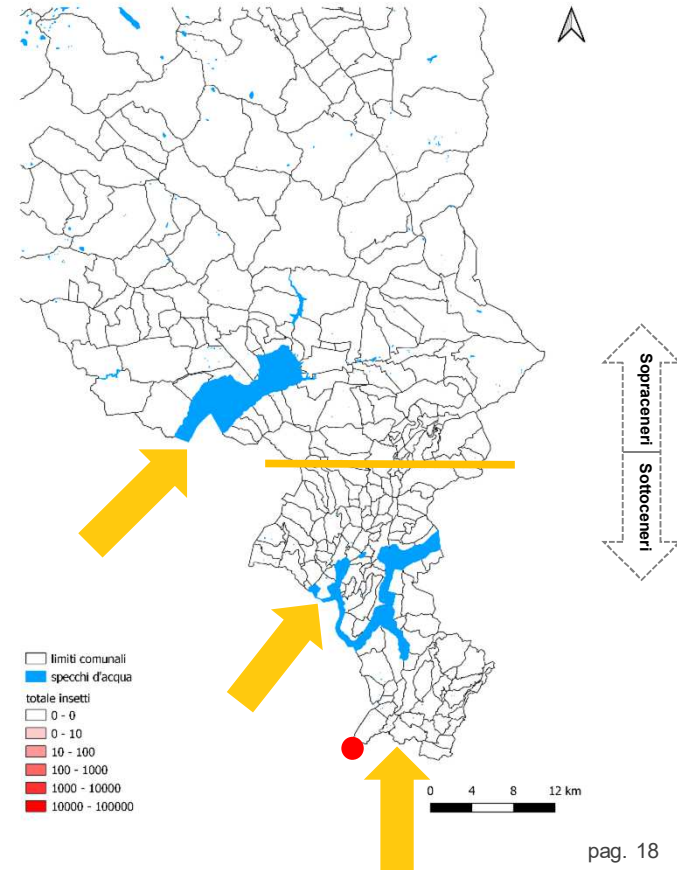 Sopraceneri
Sottoceneri
limiti comunali
specchi d'acqua
totale insetti
0 - 0
0 - 10
10 - 100
100 - 1000
1000 - 10000
10000 - 100000
0 4 8 12 km
pag. 18